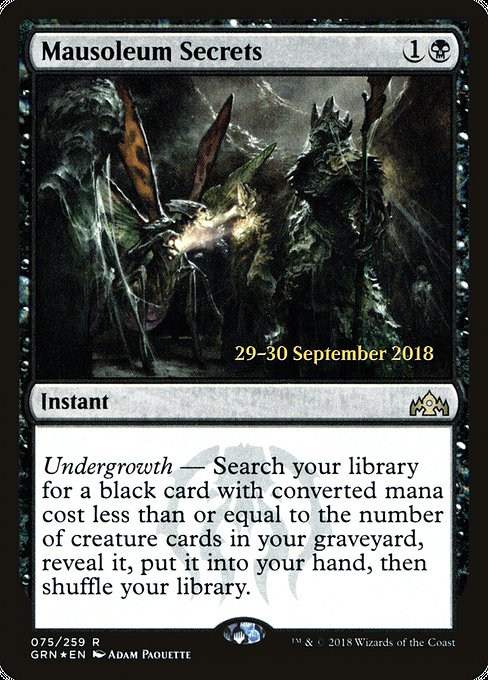 Mausoleum Secrets 1
29–30 September 2018
Instant
Undergrowth — Search your library
for a black card with converted mana
cost less than or equal to the number
of creature cards in your graveyard,
reveal it, put it into your hand, then
shuffle your library.
075/259 R
GRN★EN Adam Paquette
™ & © 2018 Wizards of the Coast